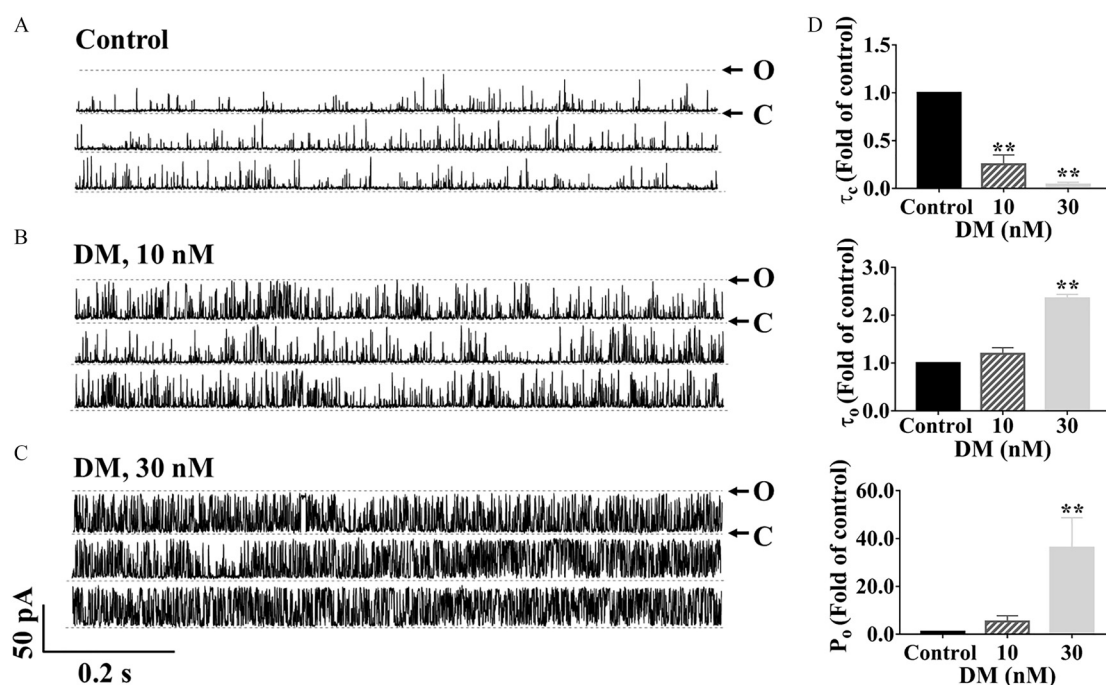 A
Control
O
C
B
DM, 10 nM
O
C
C
DM, 30 nM
O
C
50 pA
0.2 s
D
τc (Fold of control)
1.5
1.0
0.5
0.0
**
**
Control 10 30
DM (nM)
τo (Fold of control)
3.0
2.0
1.0
0.0
**
Control 10 30
DM (nM)
Po (Fold of control)
60.0
40.0
20.0
0.0
**
Control 10 30
DM (nM)